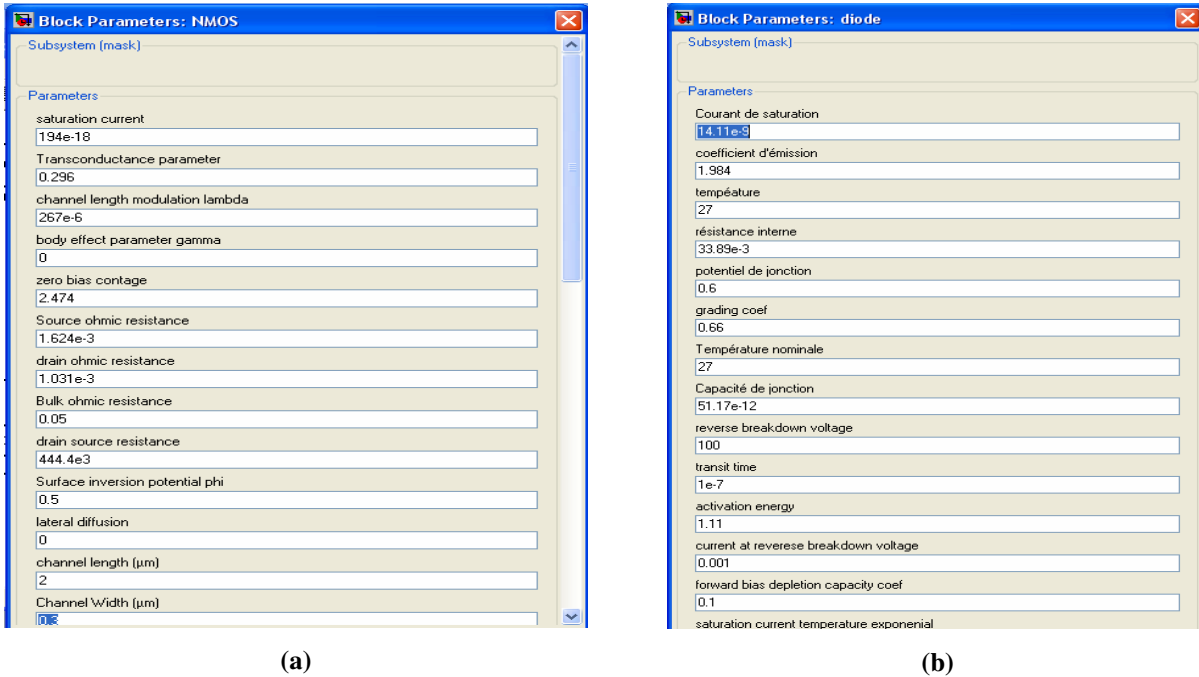 Block Parameters: NMOS
Subsystem (mask)
Parameters
saturation current
194e-18
Transconductance parameter
0.296
channel length modulation lambda
267e-6
body effect parameter gamma
0
zero bias contage
2.474
Source ohmic resistance
1.624e-3
drain ohmic resistance
1.031e-3
Bulk ohmic resistance
0.05
drain source resistance
444.4e3
Surface inversion potential phi
0.5
lateral diffusion
0
channel length (µm)
2
Channel Width (µm)
0.3
(a)
Block Parameters: diode
Subsystem (mask)
Parameters
Courant de saturation
14.11e-9
coefficient d'émission
1.984
tempéature
27
résistance interne
33.89e-3
potentiel de jonction
0.6
grading coef
0.66
Température nominale
27
Capacité de jonction
51.17e-12
reverse breakdown voltage
100
transit time
1e-7
activation energy
1.11
current at reverese breakdown voltage
0.001
forward bias depletion capacity coef
0.1
saturation current temperature exponenial
(b)